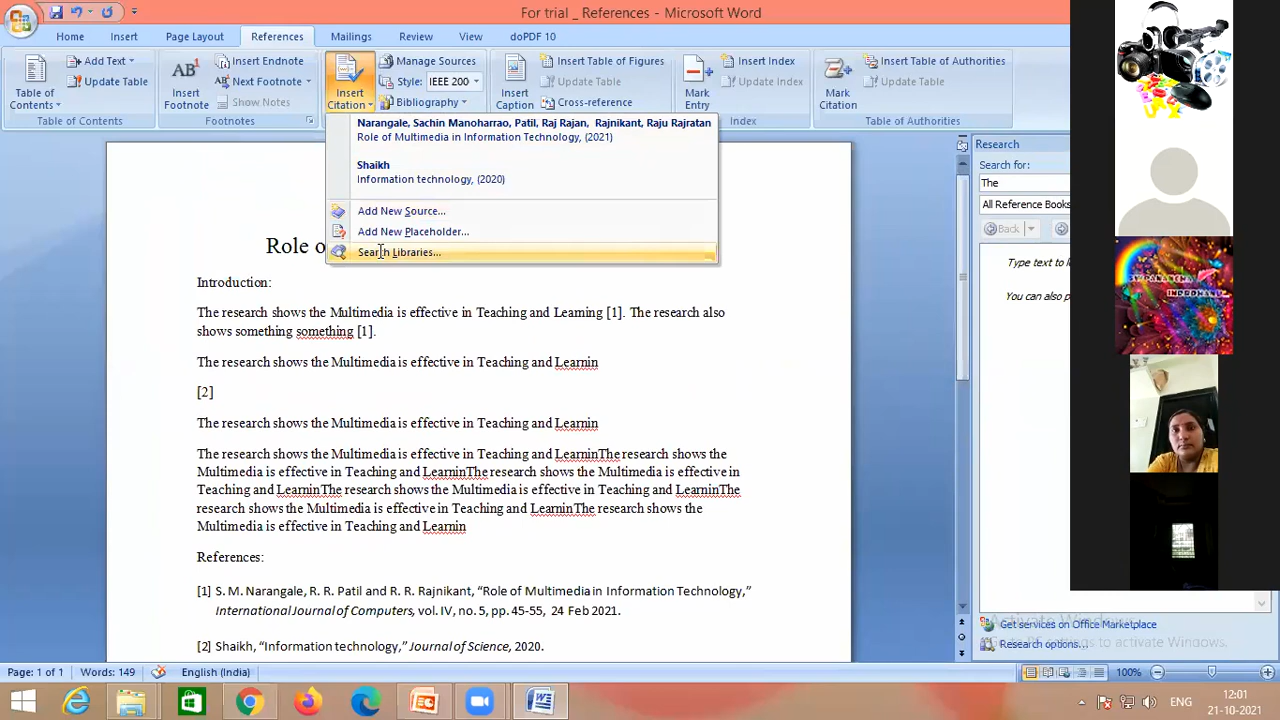 For trial _ References - Microsoft Word
Home Insert Page Layout References Mailings Review View doPDF 10
Add Text Insert Endnote Manage Sour Insert Table of Figures Insert Index Insert Table of Authorities
Update Table Next Footnote Style: IEEE 200 Update Table Update Index Update Table
Table of Contents Insert Footnote Show Notes Insert Citation Bibliography Insert Caption Cross-reference Mark Entry Mark Citation
Table of Contents Footnotes Index Table of Authorities
Narangale, Sachin Martarrao, Patil, Raj Rajan, Rajnikant, Raju Rajratan
Role of Multimedia in Information Technology, (2021)
Shaikh
Information technology, (2020)
Add New Source...
Add New Placeholder...
Search Libraries...
Role o
Introduction:
The research shows the Multimedia is effective in Teaching and Learning [1]. The research also
shows something something [1].
The research shows the Multimedia is effective in Teaching and Learnin
[2]
The research shows the Multimedia is effective in Teaching and Learnin
The research shows the Multimedia is effective in Teaching and LearninThe research shows the
Multimedia is effective in Teaching and LearninThe research shows the Multimedia is effective in
Teaching and LearninThe research shows the Multimedia is effective in Teaching and LearninThe
research shows the Multimedia is effective in Teaching and LearninThe research shows the
Multimedia is effective in Teaching and Learnin
References:
[1] S. M. Narangale, R. R. Patil and R. R. Rajnikant, “Role of Multimedia in Information Technology,”
International Journal of Computers, vol. IV, no. 5, pp. 45-55, 24 Feb 2021.
[2] Shaikh, “Information technology,” Journal of Science, 2020.
Research
Search for:
The
All Reference Books
Back
Type text to l
You can also p
Get services on Office Marketplace
Research options...
Activate Windows
Go to PC settings to activate Windows.
Page: 1 of 1 Words: 149 English (India) 100%
ENG
12:01
21-10-2021